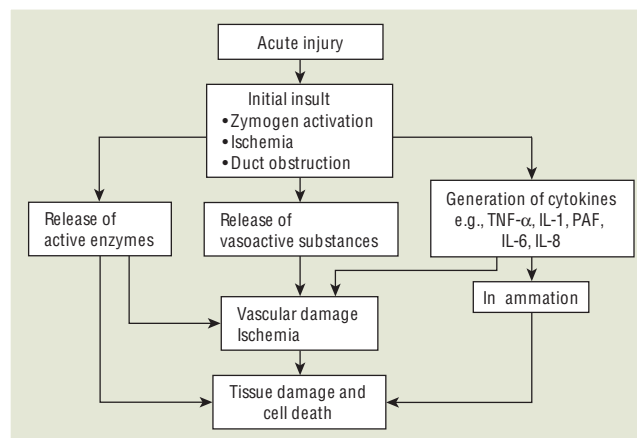 Acute injury
Initial insult
•Zymogen activation
•Ischemia
•Duct obstruction
Release of
active enzymes
Release of
vasoactive substances
Generation of cytokines
e.g., TNF-α, IL-1, PAF,
IL-6, IL-8
In ammation
Vascular damage
Ischemia
Tissue damage and
cell death